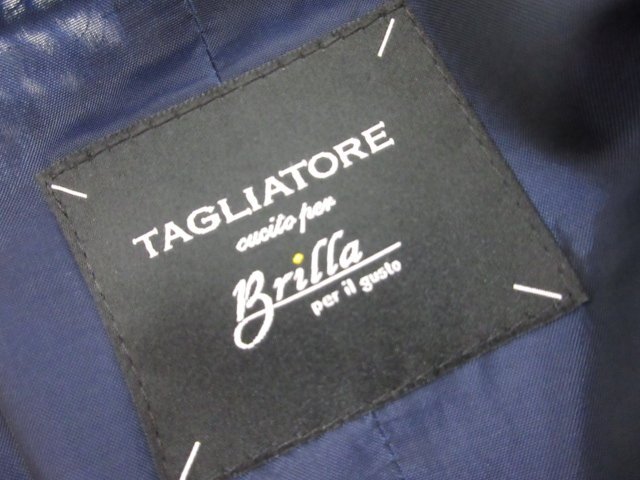 TAGLIATORE
cucito per
Brilla
per il gusto